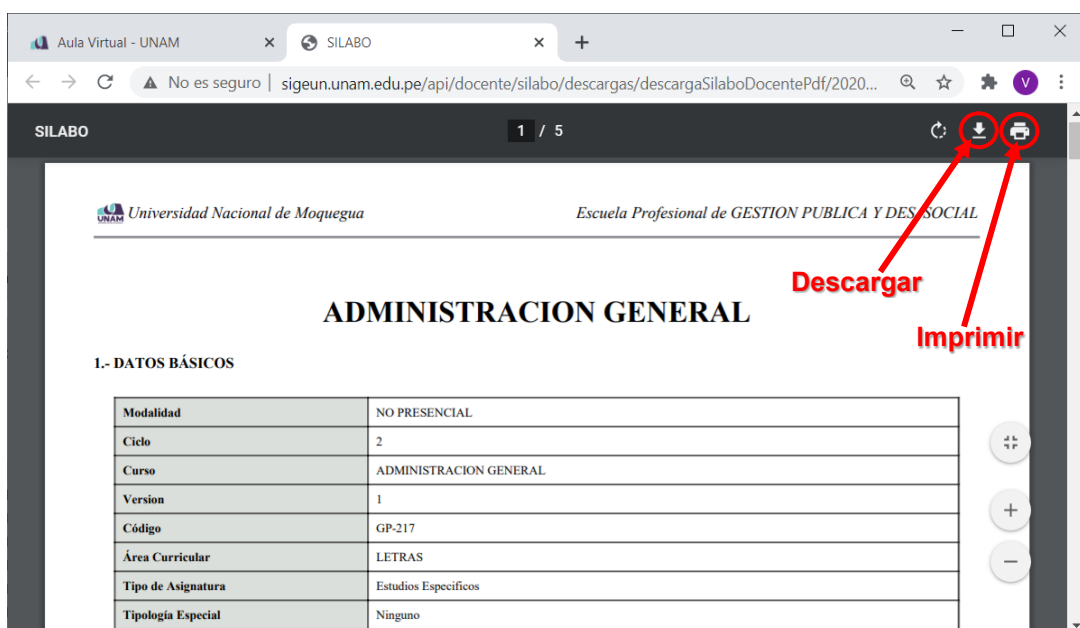 Aula Virtual - UNAM
SILABO
No es seguro | sigeun.unam.edu.pe/api/docente/silabo/descargas/descargaSilaboDocentePdf/2020...
V
SILABO
1 / 5
UNAM Universidad Nacional de Moquegua
Escuela Profesional de GESTION PUBLICA Y DES. SOCIAL
Descargar
ADMINISTRACION GENERAL
Imprimir
1.- DATOS BÁSICOS
Modalidad NO PRESENCIAL
Ciclo 2
Curso ADMINISTRACION GENERAL
Version 1
Código GP-217
Área Curricular LETRAS
Tipo de Asignatura Estudios Especificos
Tipología Especial Ninguno